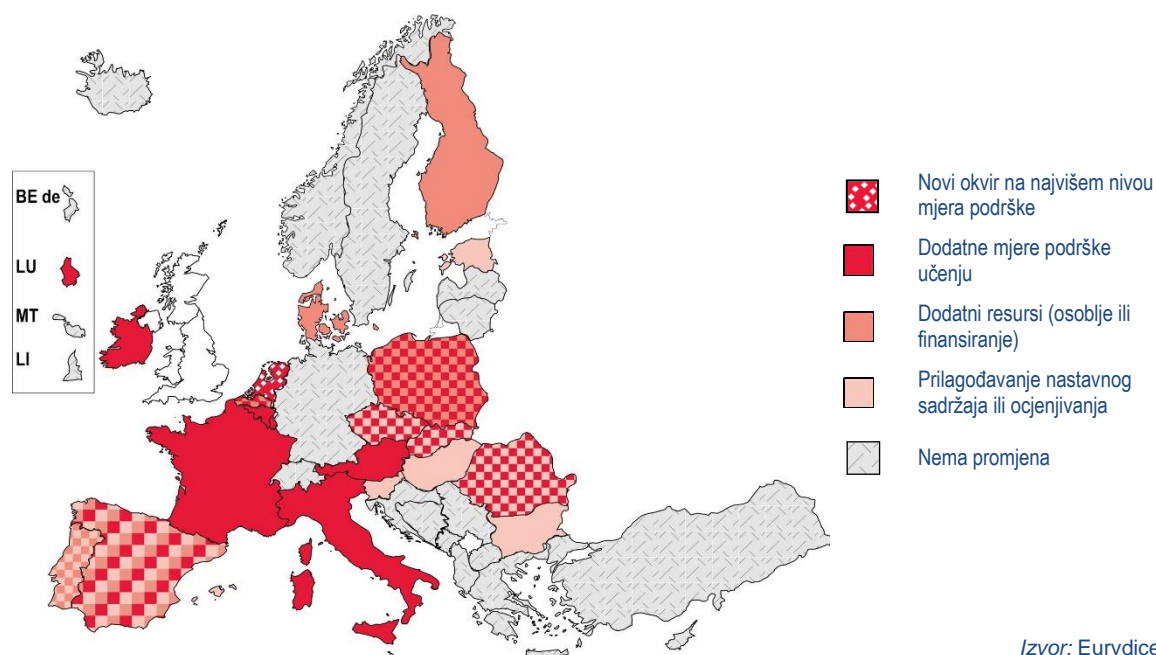 BE de
LU
MT
LI
Novi okvir na najvišem nivou
mjera podrške
Dodatne mjere podrške
učenju
Dodatni resursi (osoblje ili
finansiranje)
Prilagođavanje nastavnog
sadržaja ili ocjenjivanja
Nema promjena
Izvor: Eurydice